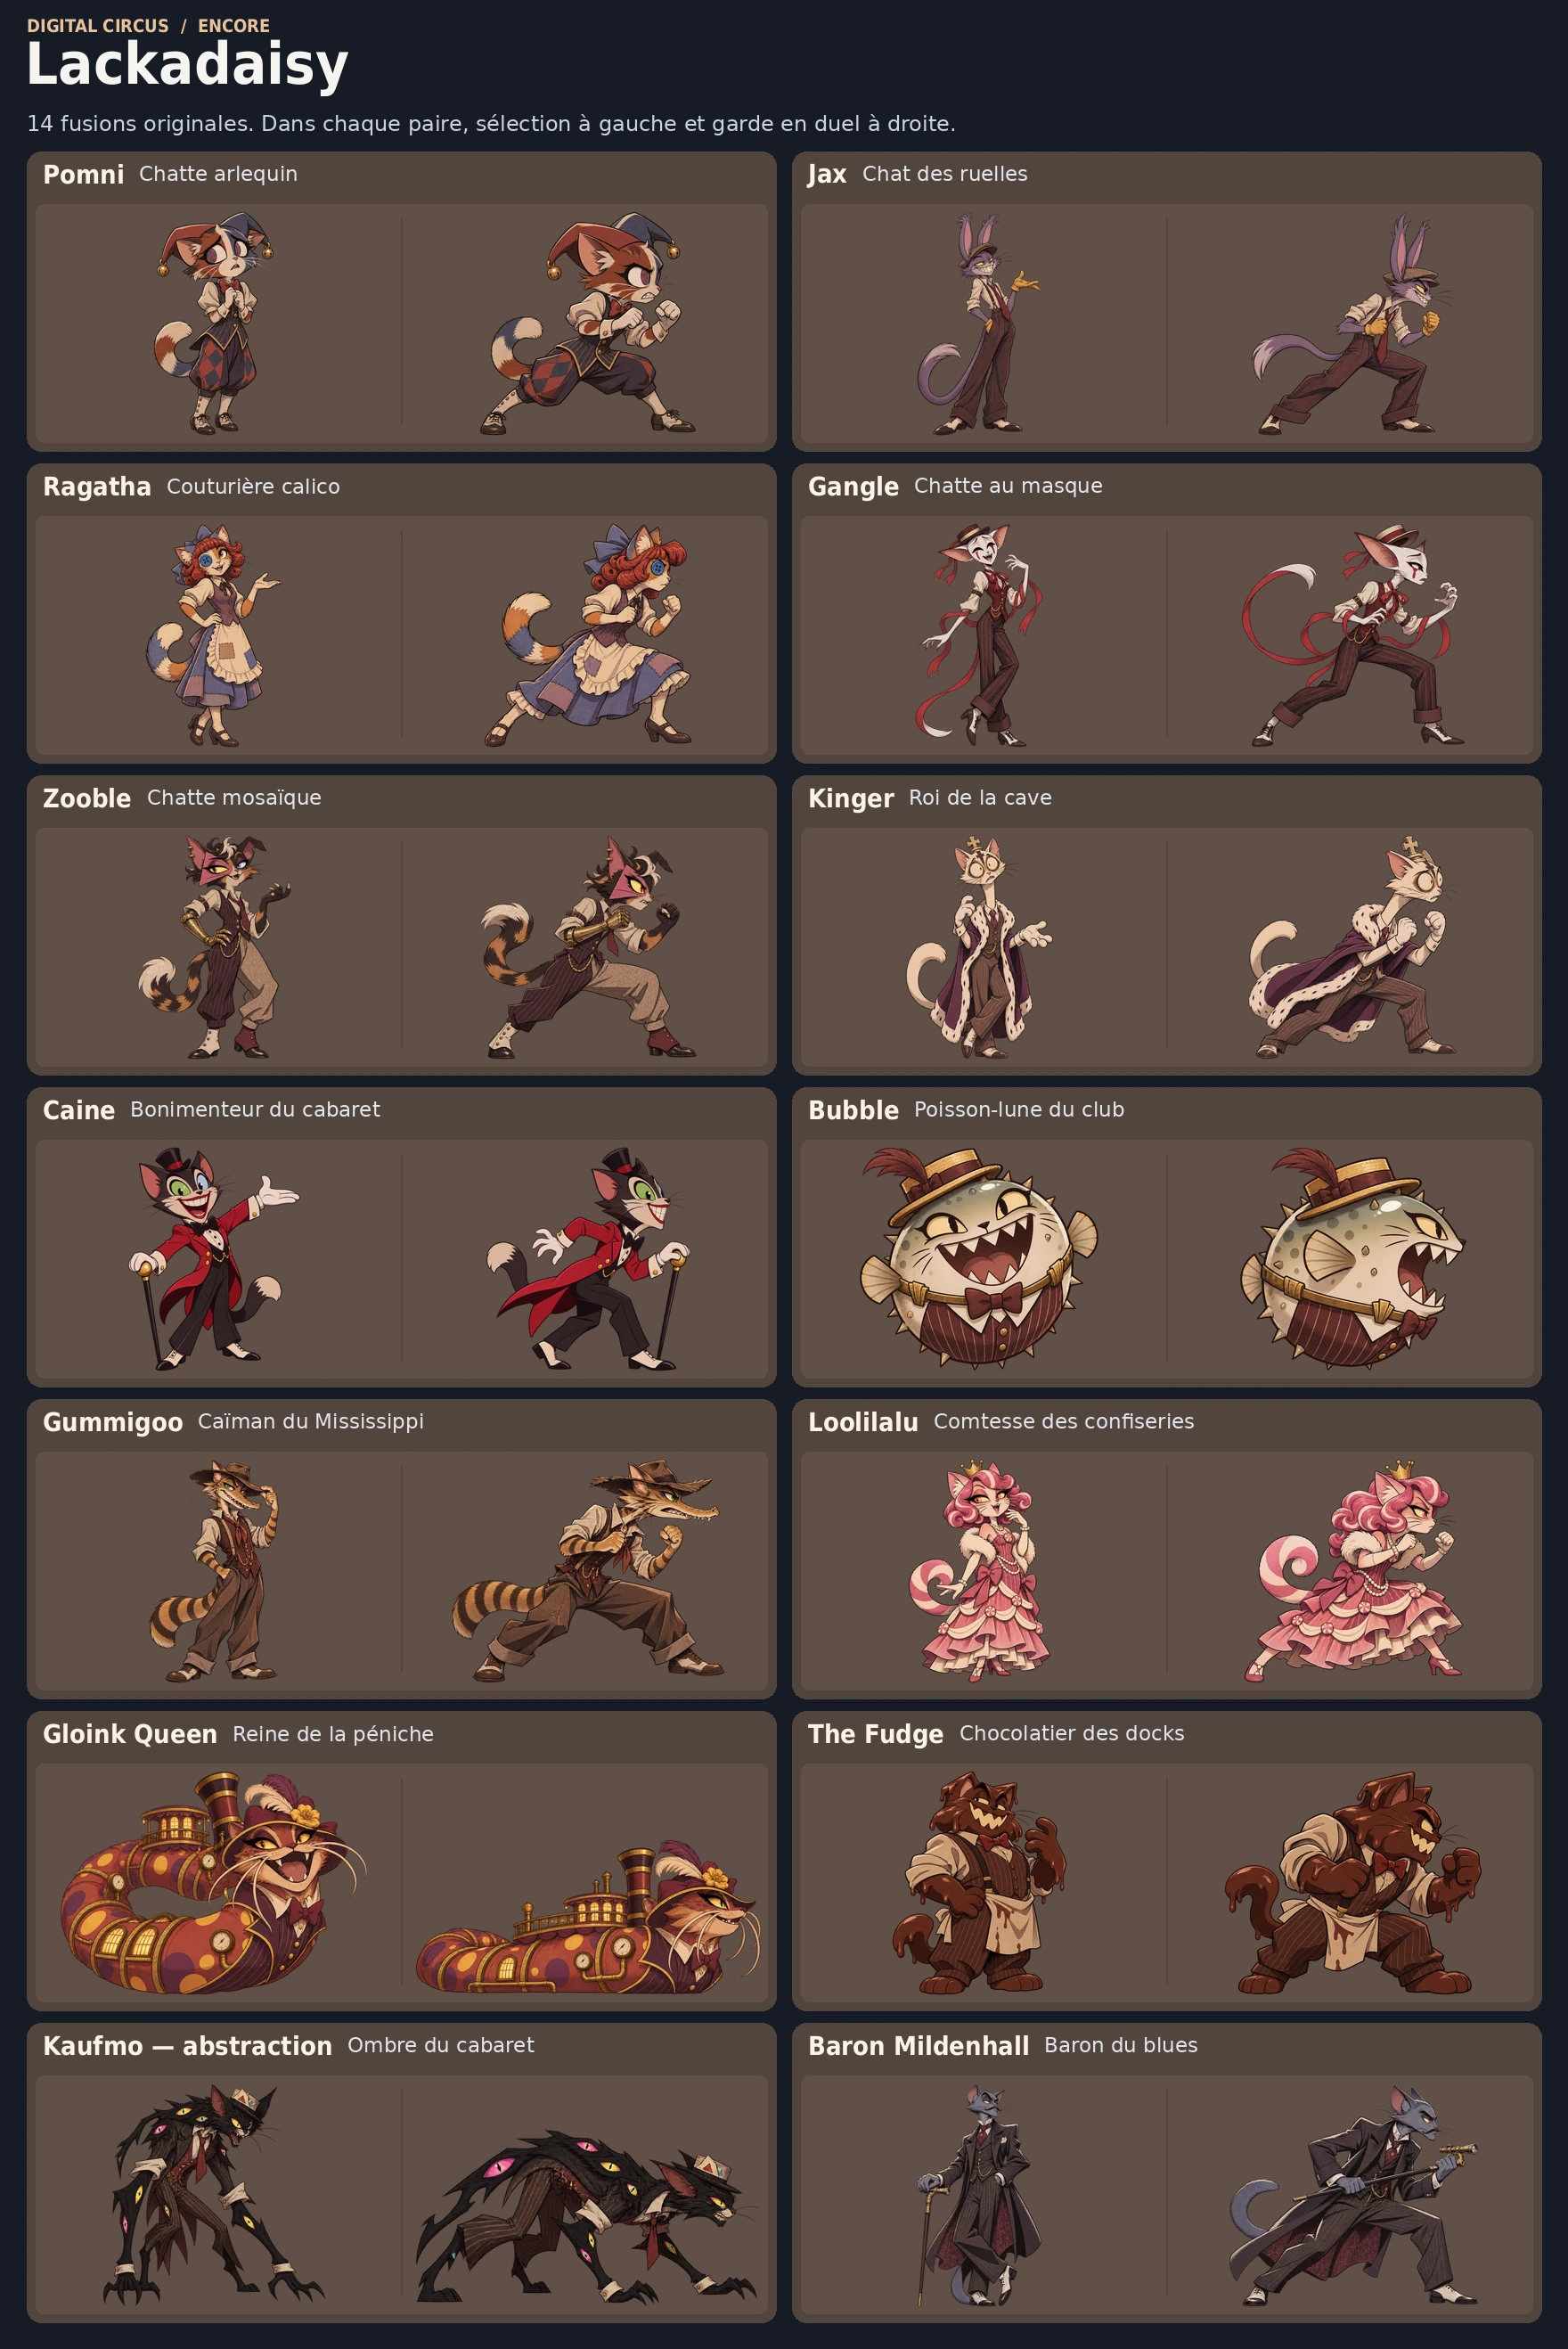 DIGITAL CIRCUS / ENCORE
Lackadaisy
14 fusions originales. Dans chaque paire, sélection à gauche et garde en duel à droite.
Pomni Chatte arlequin
Jax Chat des ruelles
Ragatha Couturière calico
Gangle Chatte au masque
Zooble Chatte mosaïque
Kinger Roi de la cave
Caine Bonimenteur du cabaret
Bubble Poisson-lune du club
Gummigoo Caïman du Mississippi
Loolilalu Comtesse des confiseries
Gloink Queen Reine de la péniche
The Fudge Chocolatier des docks
Kaufmo — abstraction Ombre du cabaret
Baron Mildenhall Baron du blues